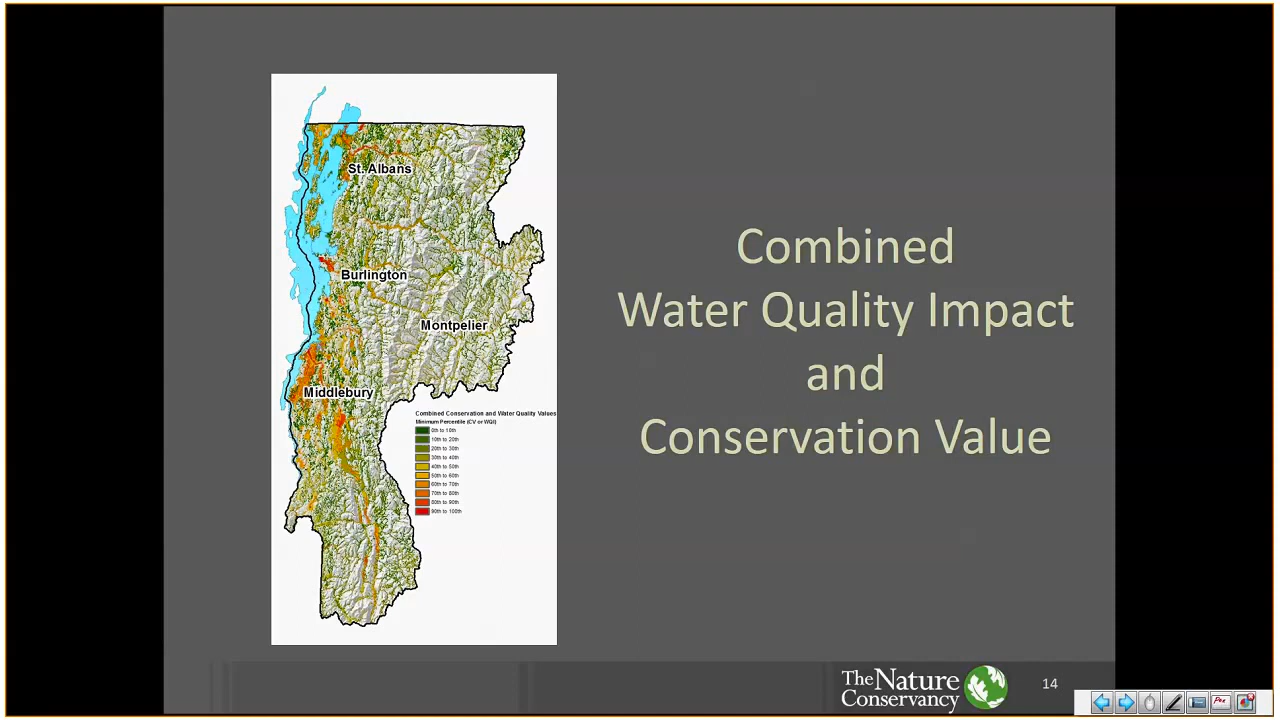 St. Albans
Burlington
Montpelier
Middlebury
Combined Conservation and Water Quality Values
Minimum Percentile (CV or WQI)
0th to 10th
10th to 20th
20th to 30th
30th to 40th
40th to 50th
50th to 60th
60th to 70th
70th to 80th
80th to 90th
90th to 100th
Combined
Water Quality Impact
and
Conservation Value
The Nature
Conservancy
14